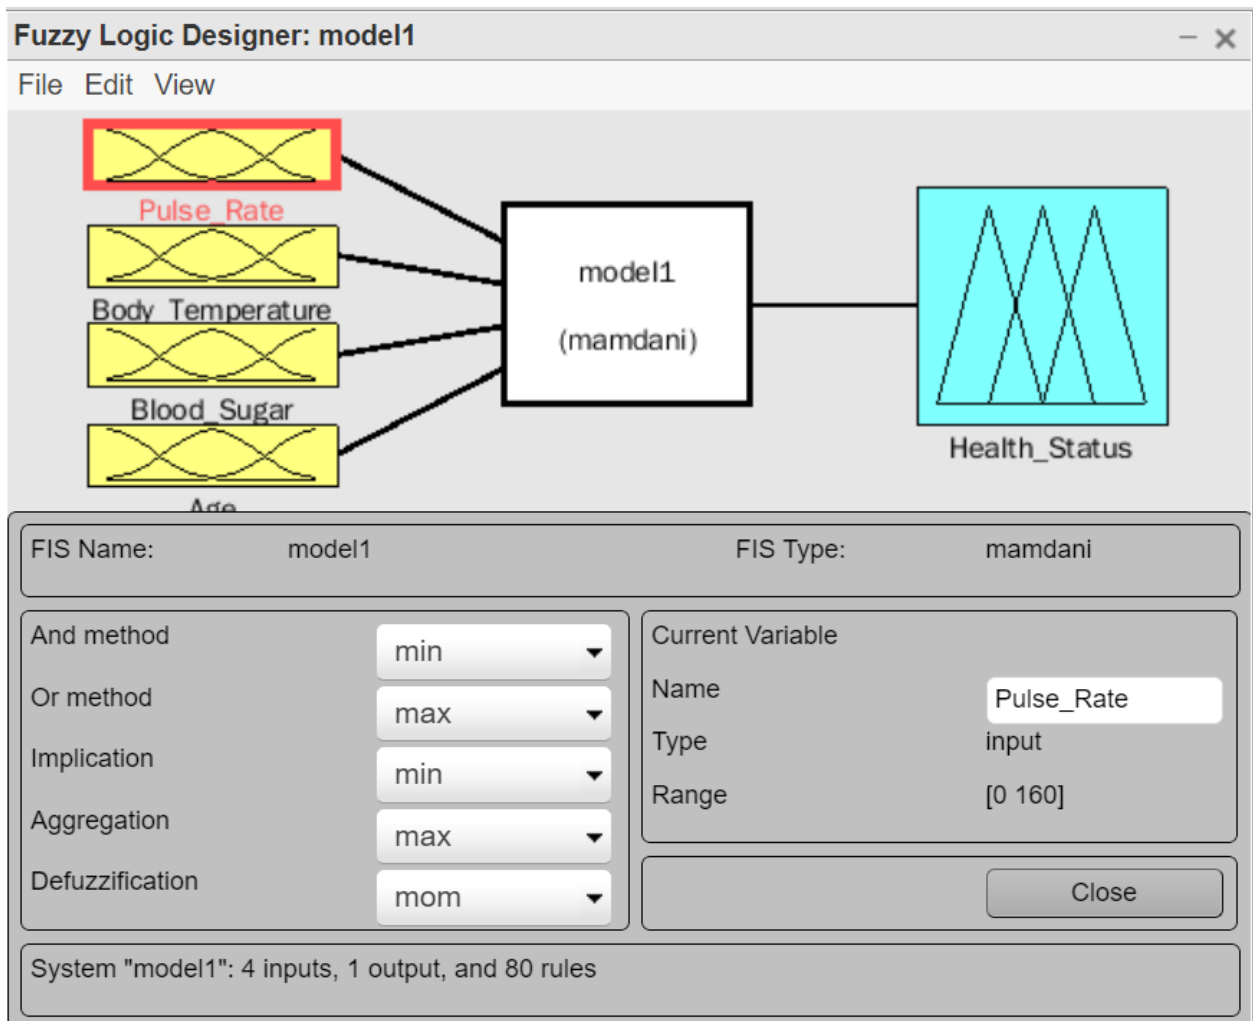 Fuzzy Logic Designer: model1
File Edit View
Pulse_Rate
Body_Temperature
Blood_Sugar
Age
model1
(mamdani)
Health_Status
FIS Name: model1 FIS Type: mamdani
And method min
Or method max
Implication min
Aggregation max
Defuzzification mom
Current Variable
Name Pulse_Rate
Type input
Range [0 160]
Close
System "model1": 4 inputs, 1 output, and 80 rules